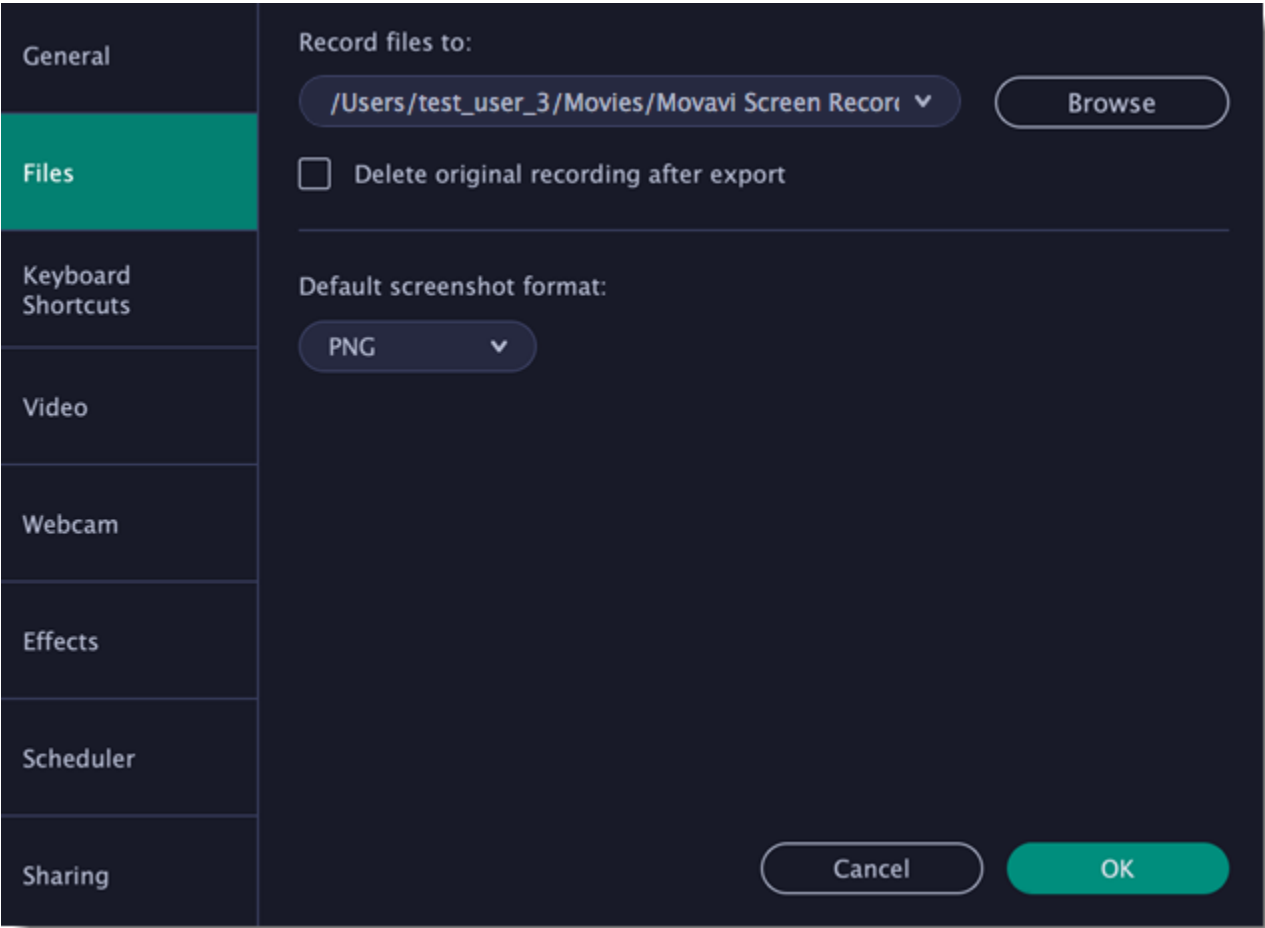 General
Files
Keyboard
Shortcuts
Video
Webcam
Effects
Scheduler
Sharing
Record files to:
/Users/test_user_3/Movies/Movavi Screen Recor
Browse
Delete original recording after export
Default screenshot format:
PNG
Cancel
OK